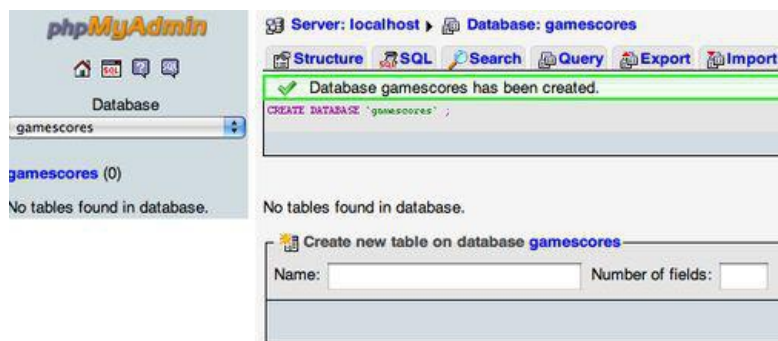 phpMyAdmin
Database
gamescores
gamescores (0)
No tables found in database.
Server: localhost Database: gamescores
Structure SQL Search Query Export Import
Database gamescores has been created.
CREATE DATABASE `gamescores` ;
No tables found in database.
Create new table on database gamescores
Name: Number of fields: